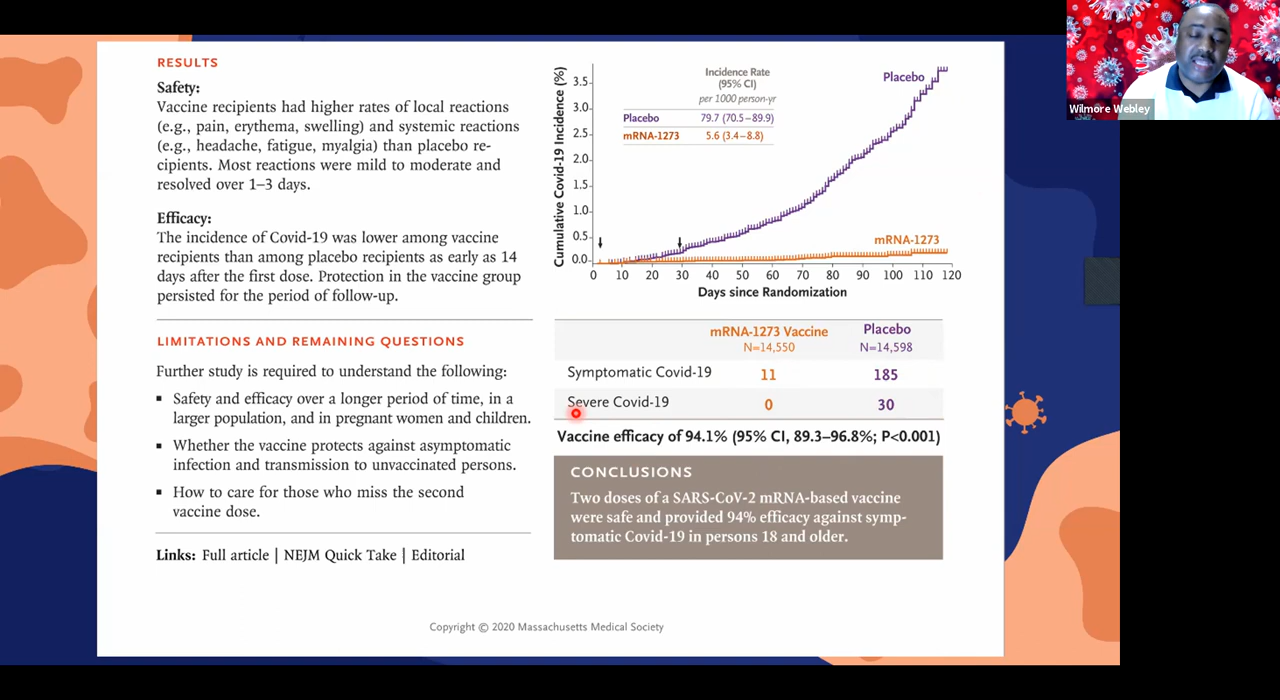 RESULTS
Safety:
Vaccine recipients had higher rates of local reactions
(e.g., pain, erythema, swelling) and systemic reactions
(e.g., headache, fatigue, myalgia) than placebo re-
cipients. Most reactions were mild to moderate and
resolved over 1–3 days.
Efficacy:
The incidence of Covid-19 was lower among vaccine
recipients than among placebo recipients as early as 14
days after the first dose. Protection in the vaccine group
persisted for the period of follow-up.
LIMITATIONS AND REMAINING QUESTIONS
Further study is required to understand the following:
▪ Safety and efficacy over a longer period of time, in a
larger population, and in pregnant women and children.
▪ Whether the vaccine protects against asymptomatic
infection and transmission to unvaccinated persons.
▪ How to care for those who miss the second
vaccine dose.
Links: Full article | NEJM Quick Take | Editorial
Cumulative Covid-19 Incidence (%)
3.5
3.0
2.5
2.0
1.5
1.0
0.5
0.0
Incidence Rate
(95% CI)
per 1000 person-yr
Placebo 79.7 (70.5–89.9)
mRNA-1273 5.6 (3.4–8.8)
Placebo
mRNA-1273
0 10 20 30 40 50 60 70 80 90 100 110 120
Days since Randomization
mRNA-1273 Vaccine Placebo
N=14,550 N=14,598
Symptomatic Covid-19 11 185
Severe Covid-19 0 30
Vaccine efficacy of 94.1% (95% CI, 89.3–96.8%; P<0.001)
CONCLUSIONS
Two doses of a SARS-CoV-2 mRNA-based vaccine
were safe and provided 94% efficacy against symp-
tomatic Covid-19 in persons 18 and older.
Copyright © 2020 Massachusetts Medical Society
Wilmore Webley